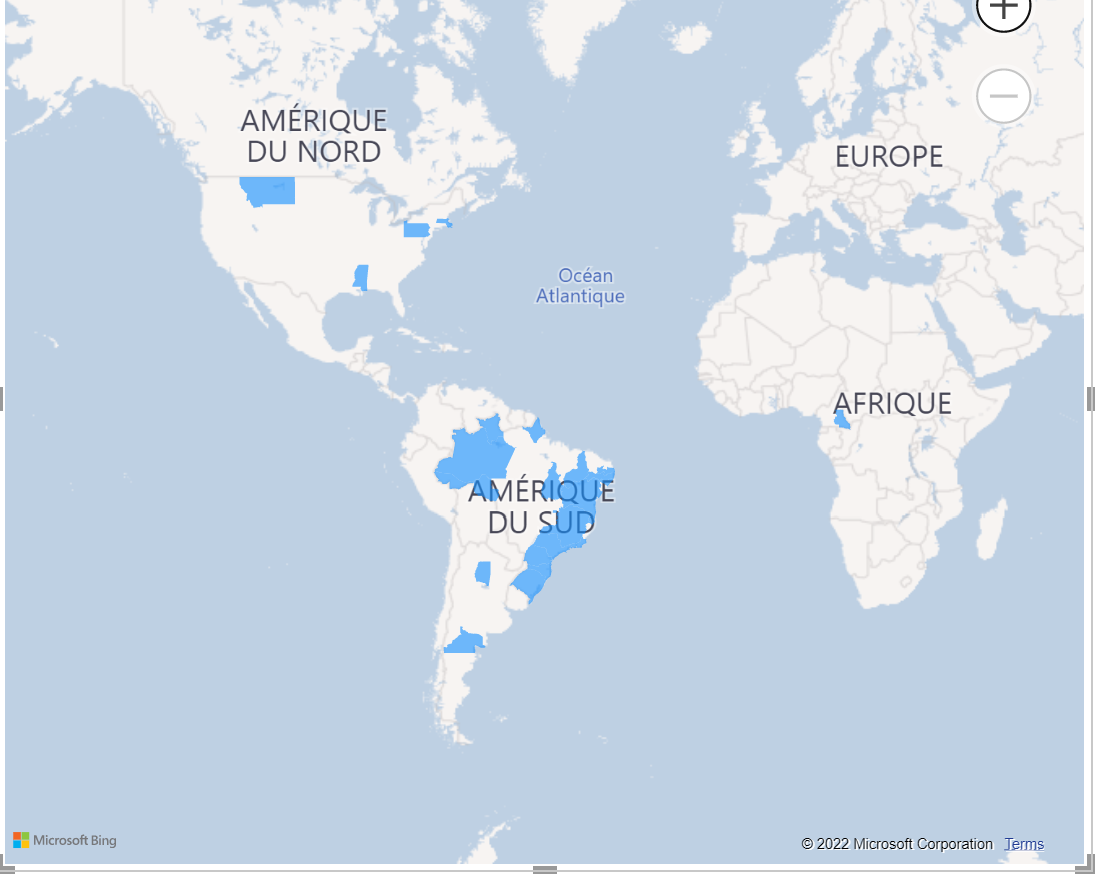 AMÉRIQUE
DU NORD
EUROPE
Océan
Atlantique
AFRIQUE
AMÉRIQUE
DU SUD
Microsoft Bing
© 2022 Microsoft Corporation Terms